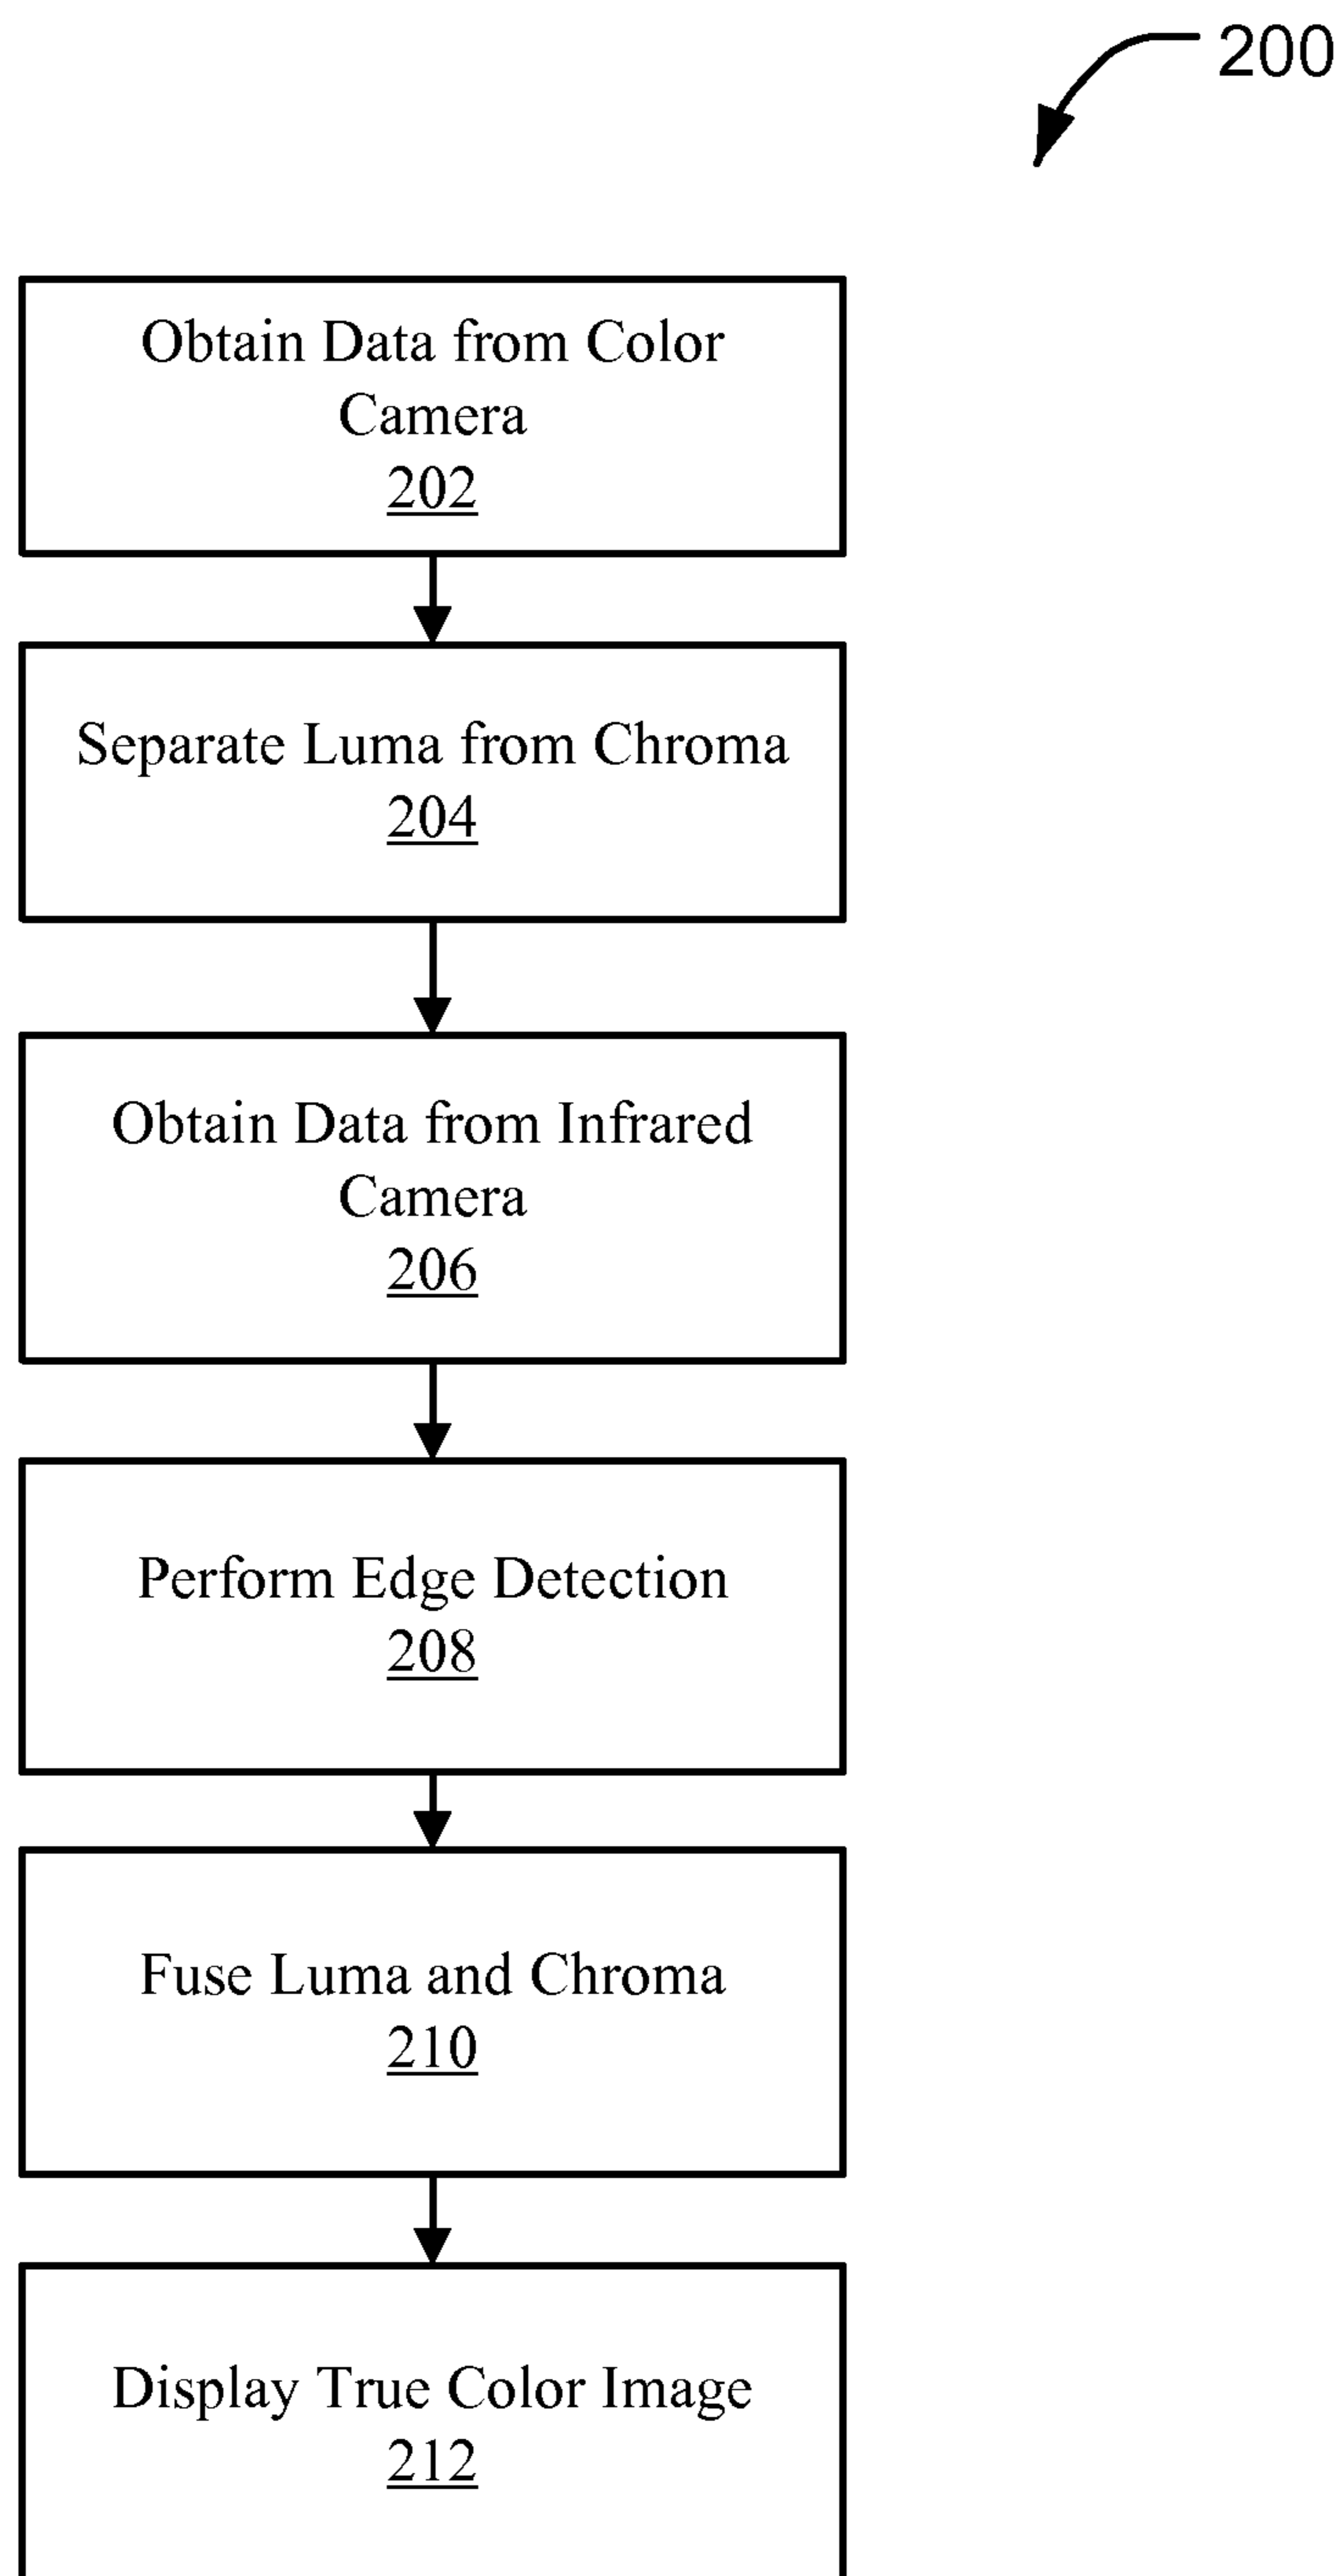 200
Obtain Data from Color
Camera
202
Separate Luma from Chroma
204
Obtain Data from Infrared
Camera
206
Perform Edge Detection
208
Fuse Luma and Chroma
210
Display True Color Image
212